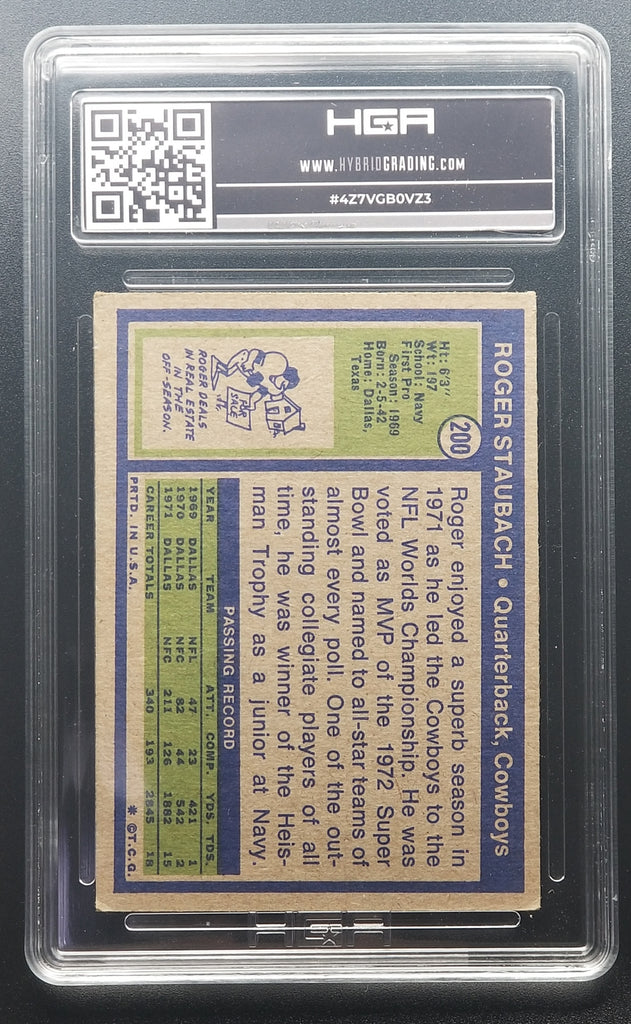 HGA
WWW.HYBRIDGRADING.COM
#4Z7VGB0VZ3
ROGER STAUBACH • Quarterback, Cowboys
200
Ht: 6'3"
Wt: 197
School: Navy
First Pro
Season: 1969
Born: 2-5-42
Home: Dallas,
Texas
FOR
SALE
ROGER DEALS
IN REAL ESTATE
IN THE
OFF-SEASON.
Roger enjoyed a superb season in
1971 as he led the Cowboys to the
NFL Worlds Championship. He was
voted as MVP of the 1972 Super
Bowl and named to all-star teams of
almost every poll. One of the out-
standing collegiate players of all
time, he was winner of the Heis-
man Trophy as a junior at Navy.
PASSING RECORD
YEAR TEAM ATT. COMP. YDS. TDS.
1969 DALLAS NFL 47 23 421 1
1970 DALLAS NFC 82 44 542 2
1971 DALLAS NFC 211 126 1882 15
CAREER TOTALS 340 193 2845 18
PRTD. IN U.S.A. * ©T.C.G.